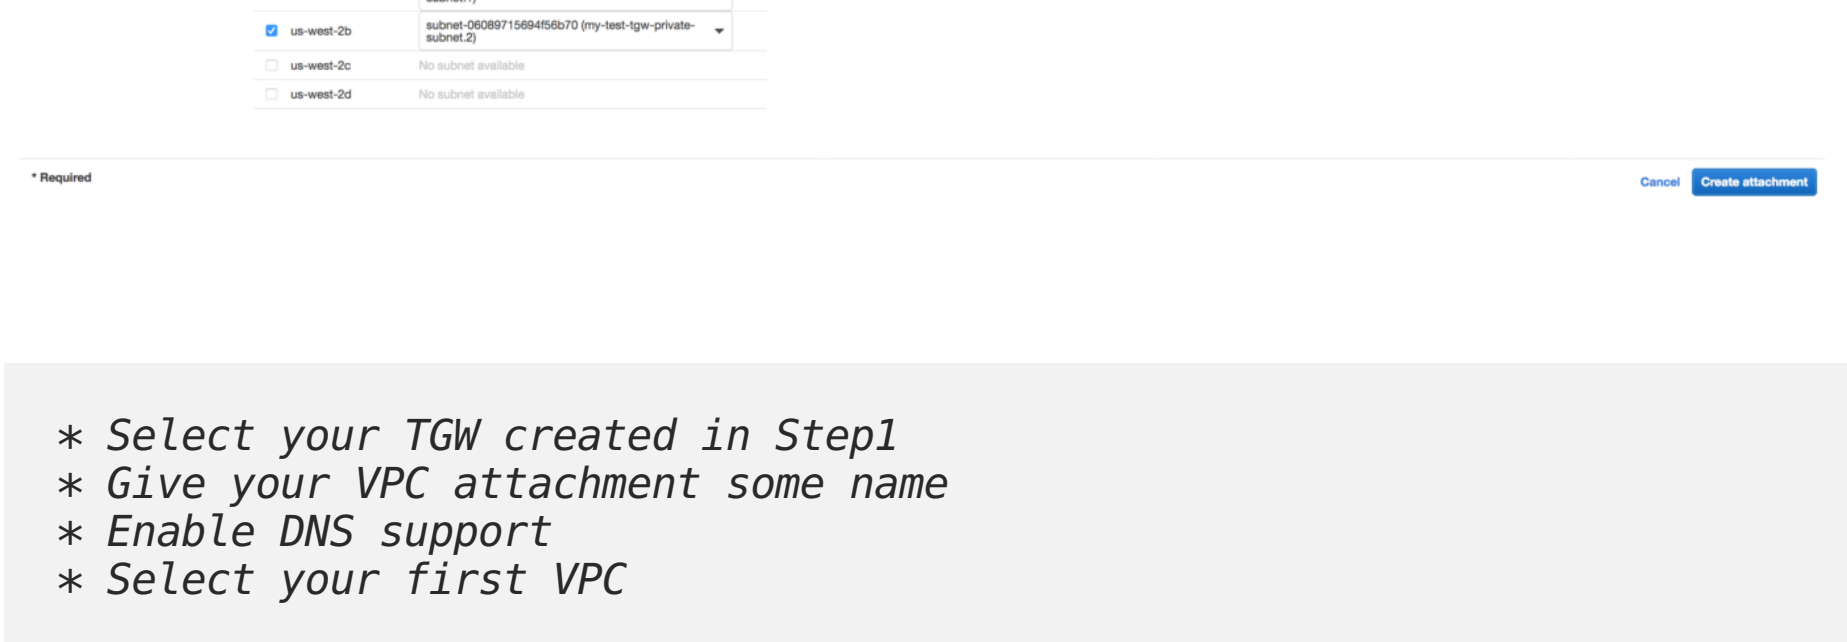 subnet.1)
us-west-2b
subnet-06089715694f56b70 (my-test-tgw-private-
subnet.2)
us-west-2c No subnet available
us-west-2d No subnet available
* Required
Cancel Create attachment
* Select your TGW created in Step1
* Give your VPC attachment some name
* Enable DNS support
* Select your first VPC